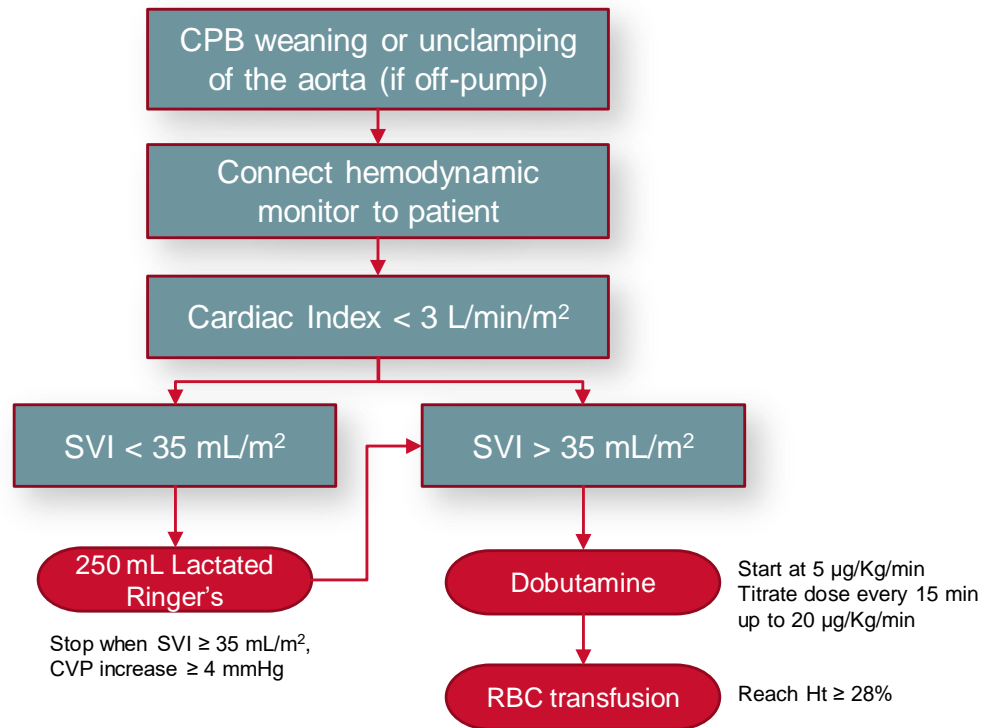 CPB weaning or unclamping
of the aorta (if off-pump)
Connect hemodynamic
monitor to patient
Cardiac Index < 3 L/min/m²
SVI < 35 mL/m²
SVI > 35 mL/m²
250 mL Lactated
Ringer's
Stop when SVI ≥ 35 mL/m²,
CVP increase ≥ 4 mmHg
Dobutamine
Start at 5 µg/Kg/min
Titrate dose every 15 min
up to 20 µg/Kg/min
RBC transfusion
Reach Ht ≥ 28%